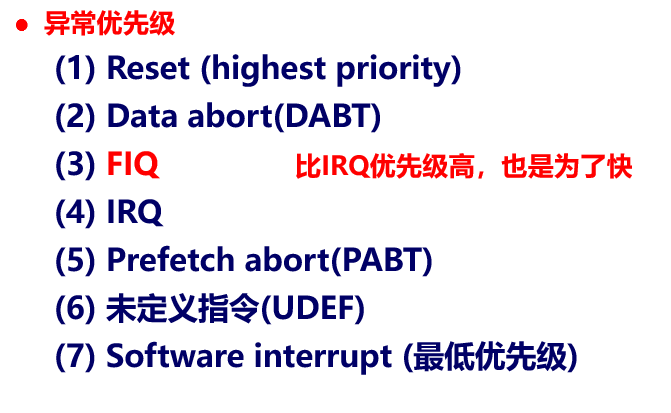 ● 异常优先级
(1) Reset (highest priority)
(2) Data abort(DABT)
(3) FIQ 比IRQ优先级高，也是为了快
(4) IRQ
(5) Prefetch abort(PABT)
(6) 未定义指令(UDEF)
(7) Software interrupt (最低优先级)